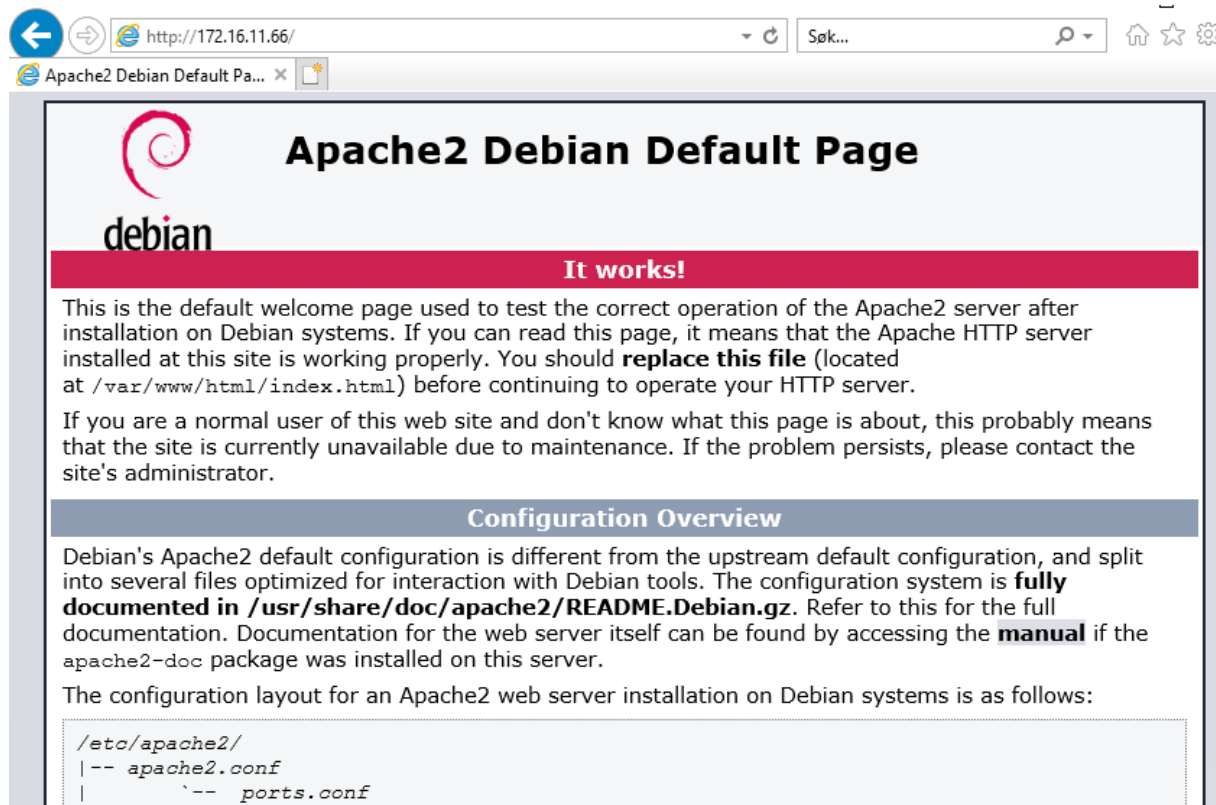 http://172.16.11.66/
Søk...
Apache2 Debian Default Pa...
debian
Apache2 Debian Default Page
It works!
This is the default welcome page used to test the correct operation of the Apache2 server after
installation on Debian systems. If you can read this page, it means that the Apache HTTP server
installed at this site is working properly. You should replace this file (located
at /var/www/html/index.html) before continuing to operate your HTTP server.
If you are a normal user of this web site and don't know what this page is about, this probably means
that the site is currently unavailable due to maintenance. If the problem persists, please contact the
site's administrator.
Configuration Overview
Debian's Apache2 default configuration is different from the upstream default configuration, and split
into several files optimized for interaction with Debian tools. The configuration system is fully
documented in /usr/share/doc/apache2/README.Debian.gz. Refer to this for the full
documentation. Documentation for the web server itself can be found by accessing the manual if the
apache2-doc package was installed on this server.
The configuration layout for an Apache2 web server installation on Debian systems is as follows:
/etc/apache2/
|-- apache2.conf
|       `--  ports.conf